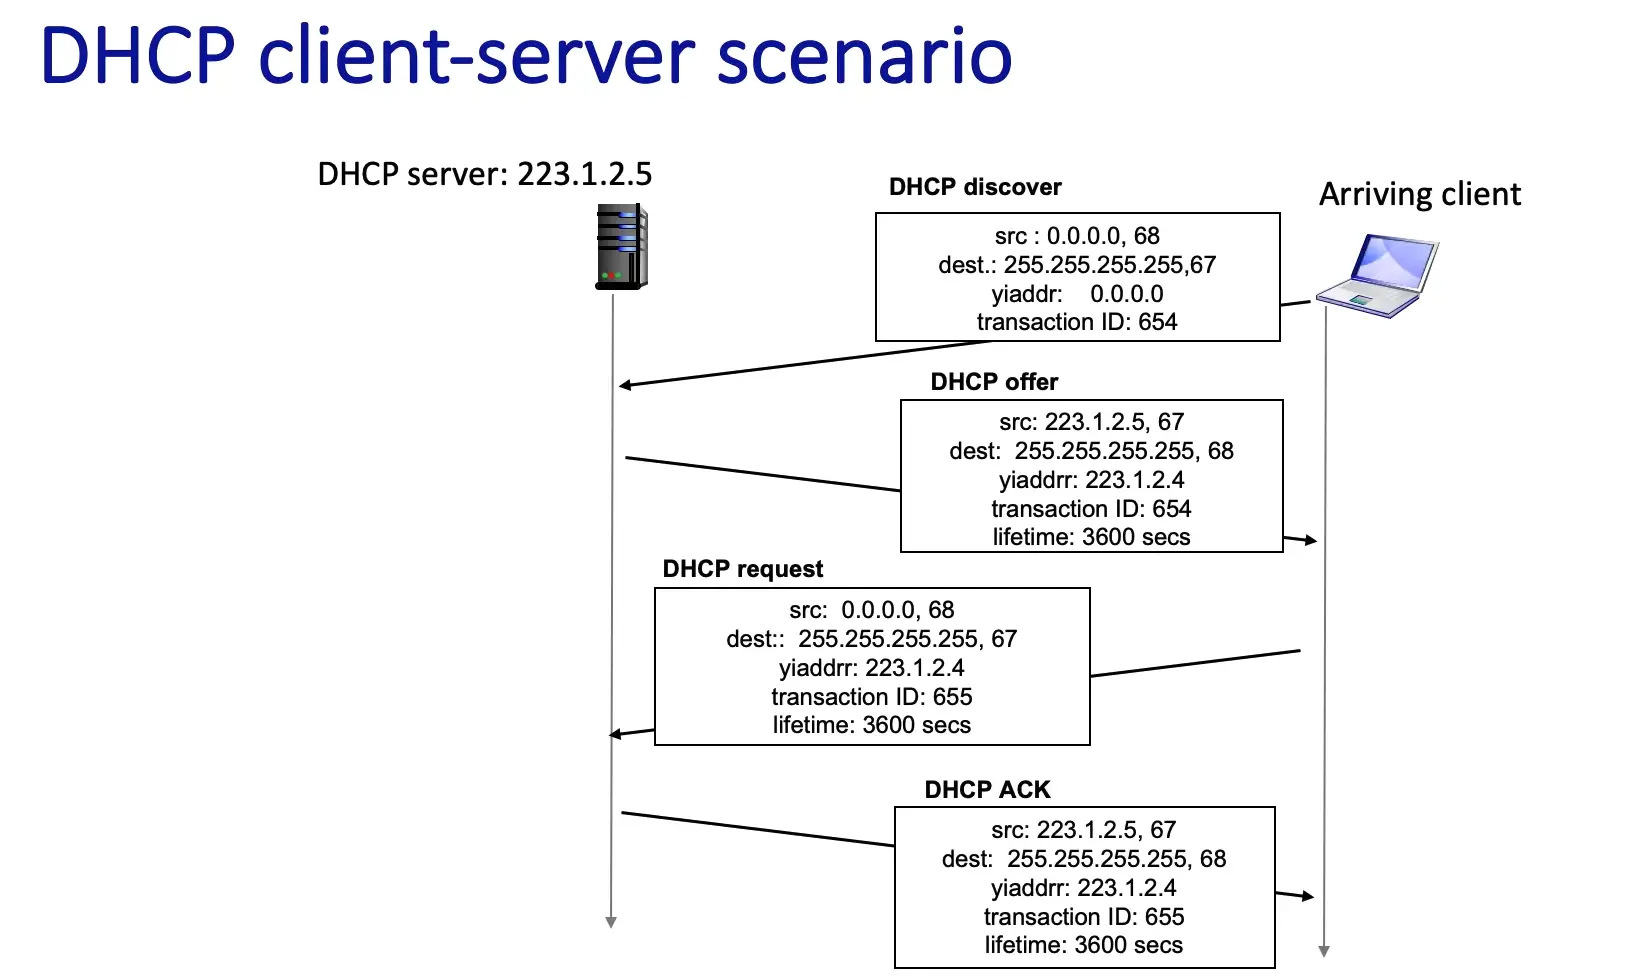 DHCP client-server scenario
DHCP server: 223.1.2.5
Arriving client
DHCP discover
src : 0.0.0.0, 68
dest.: 255.255.255.255,67
yiaddr: 0.0.0.0
transaction ID: 654
DHCP offer
src: 223.1.2.5, 67
dest: 255.255.255.255, 68
yiaddrr: 223.1.2.4
transaction ID: 654
lifetime: 3600 secs
DHCP request
src: 0.0.0.0, 68
dest:: 255.255.255.255, 67
yiaddrr: 223.1.2.4
transaction ID: 655
lifetime: 3600 secs
DHCP ACK
src: 223.1.2.5, 67
dest: 255.255.255.255, 68
yiaddrr: 223.1.2.4
transaction ID: 655
lifetime: 3600 secs